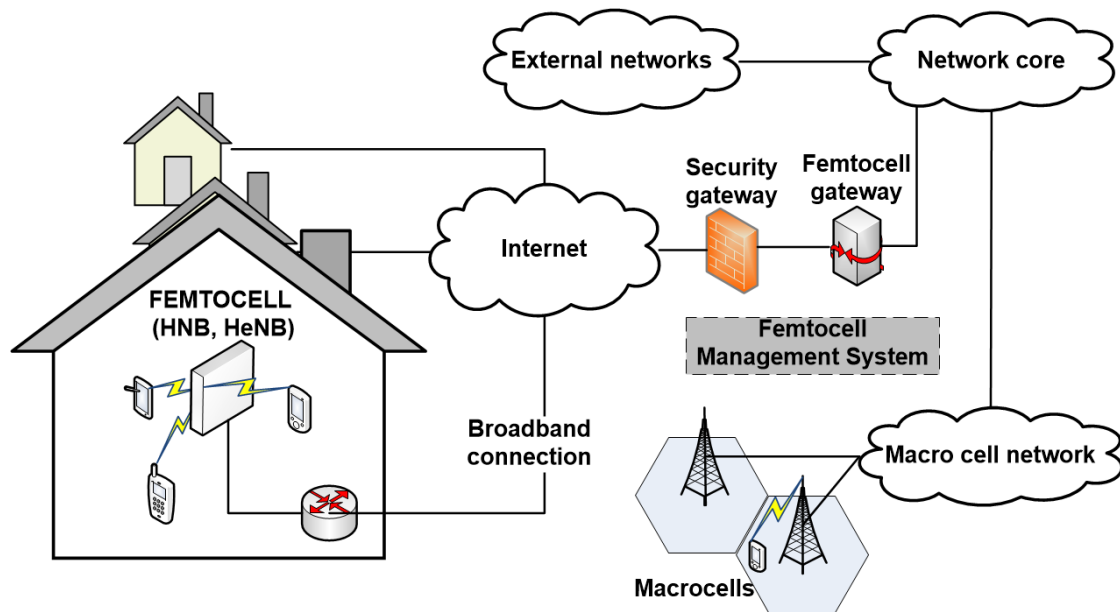 External networks
Network core
Security
gateway
Femtocell
gateway
Internet
FEMTOCELL
(HNB, HeNB)
Femtocell
Management System
Broadband
connection
Macro cell network
Macrocells